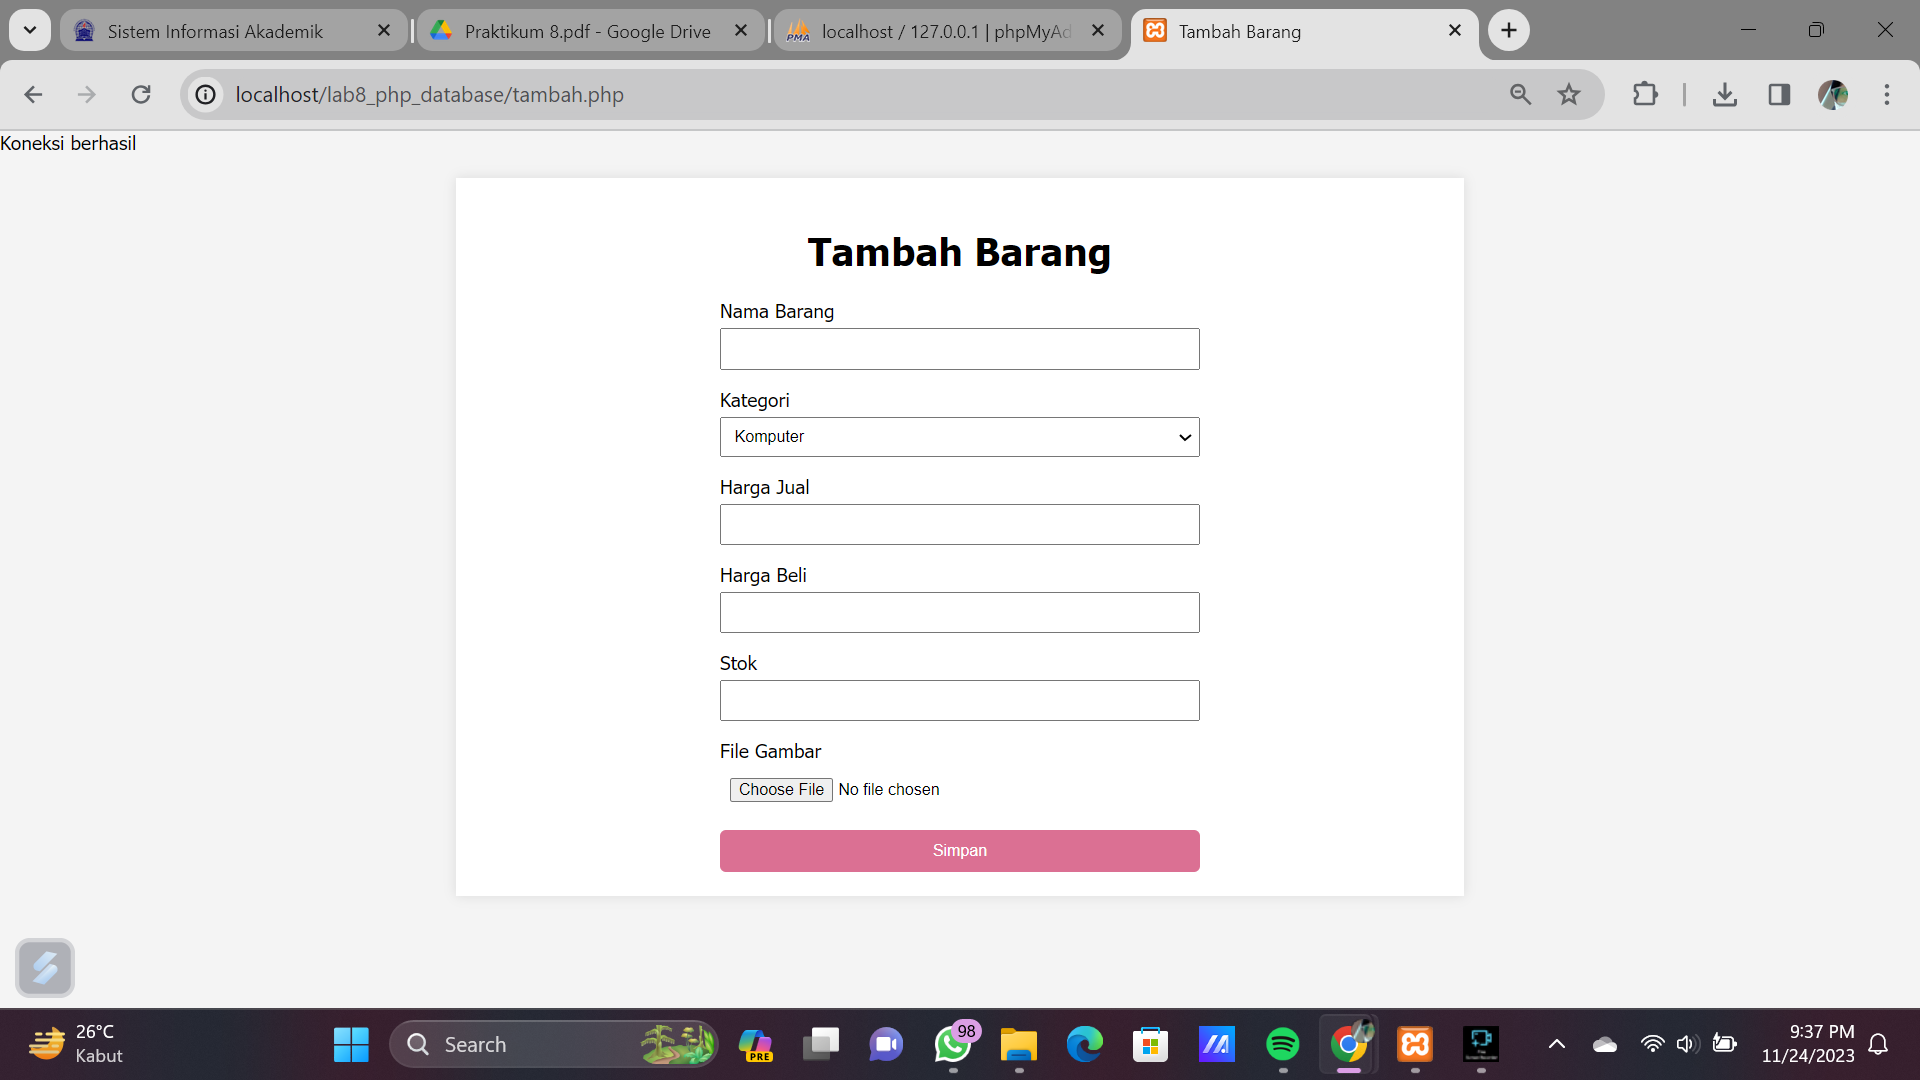 Sistem Informasi Akademik
Praktikum 8.pdf - Google Drive
localhost / 127.0.0.1 | phpMyAd
Tambah Barang
localhost/lab8_php_database/tambah.php
Koneksi berhasil
Tambah Barang
Nama Barang
Kategori
Komputer
Harga Jual
Harga Beli
Stok
File Gambar
Choose File No file chosen
Simpan
26°C
Kabut
Search
PRE
98
9:37 PM
11/24/2023